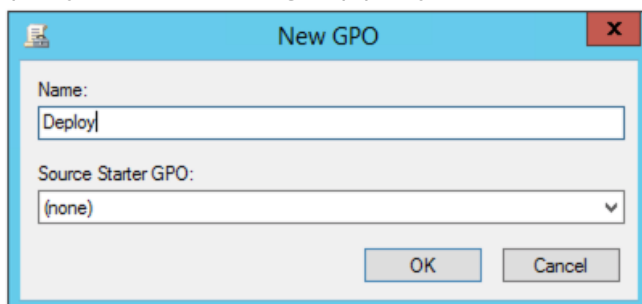 New GPO
x
Name:
Deploy
Source Starter GPO:
(none)
OK Cancel